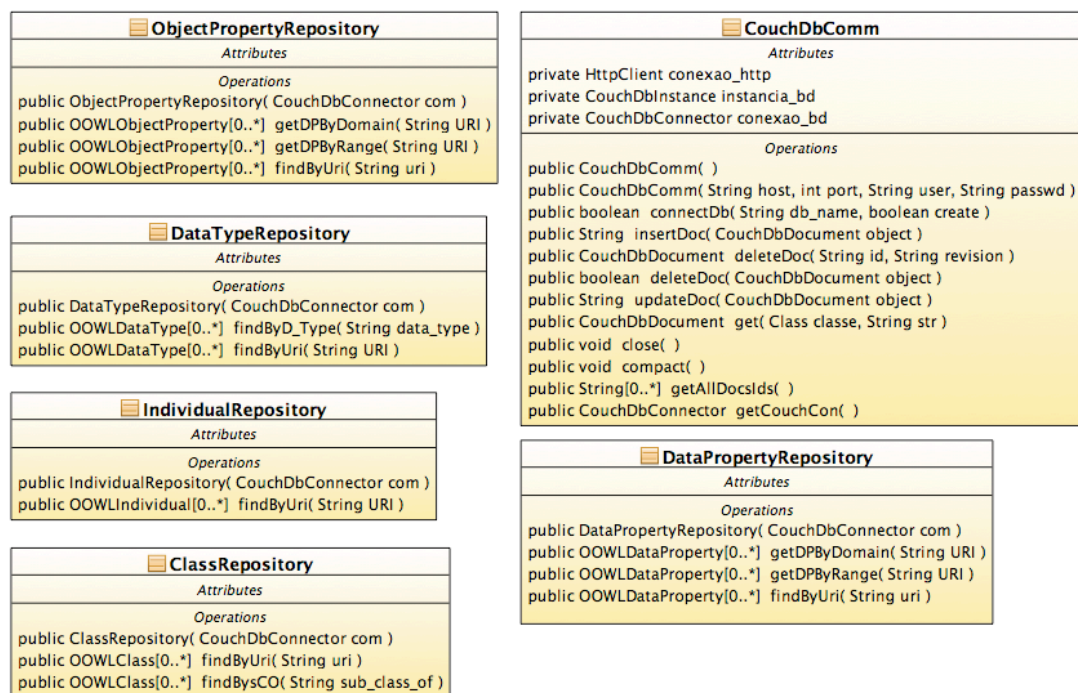 ObjectPropertyRepository
Attributes
Operations
public ObjectPropertyRepository( CouchDbConnector com )
public OOWLObjectProperty[0..*] getDPByDomain( String URI )
public OOWLObjectProperty[0..*] getDPByRange( String URI )
public OOWLObjectProperty[0..*] findByUri( String uri )
DataTypeRepository
Attributes
Operations
public DataTypeRepository( CouchDbConnector com )
public OOWLDataType[0..*] findByD_Type( String data_type )
public OOWLDataType[0..*] findByUri( String URI )
IndividualRepository
Attributes
Operations
public IndividualRepository( CouchDbConnector com )
public OOWLIndividual[0..*] findByUri( String URI )
ClassRepository
Attributes
Operations
public ClassRepository( CouchDbConnector com )
public OOWLClass[0..*] findByUri( String uri )
public OOWLClass[0..*] findBysCO( String sub_class_of )
CouchDbComm
Attributes
private HttpClient conexao_http
private CouchDbInstance instancia_bd
private CouchDbConnector conexao_bd
Operations
public CouchDbComm( )
public CouchDbComm( String host, int port, String user, String passwd )
public boolean connectDb( String db_name, boolean create )
public String insertDoc( CouchDbDocument object )
public CouchDbDocument deleteDoc( String id, String revision )
public boolean deleteDoc( CouchDbDocument object )
public String updateDoc( CouchDbDocument object )
public CouchDbDocument get( Class classe, String str )
public void close( )
public void compact( )
public String[0..*] getAllDocsIds( )
public CouchDbConnector getCouchCon( )
DataPropertyRepository
Attributes
Operations
public DataPropertyRepository( CouchDbConnector com )
public OOWLDataProperty[0..*] getDPByDomain( String URI )
public OOWLDataProperty[0..*] getDPByRange( String URI )
public OOWLDataProperty[0..*] findByUri( String uri )